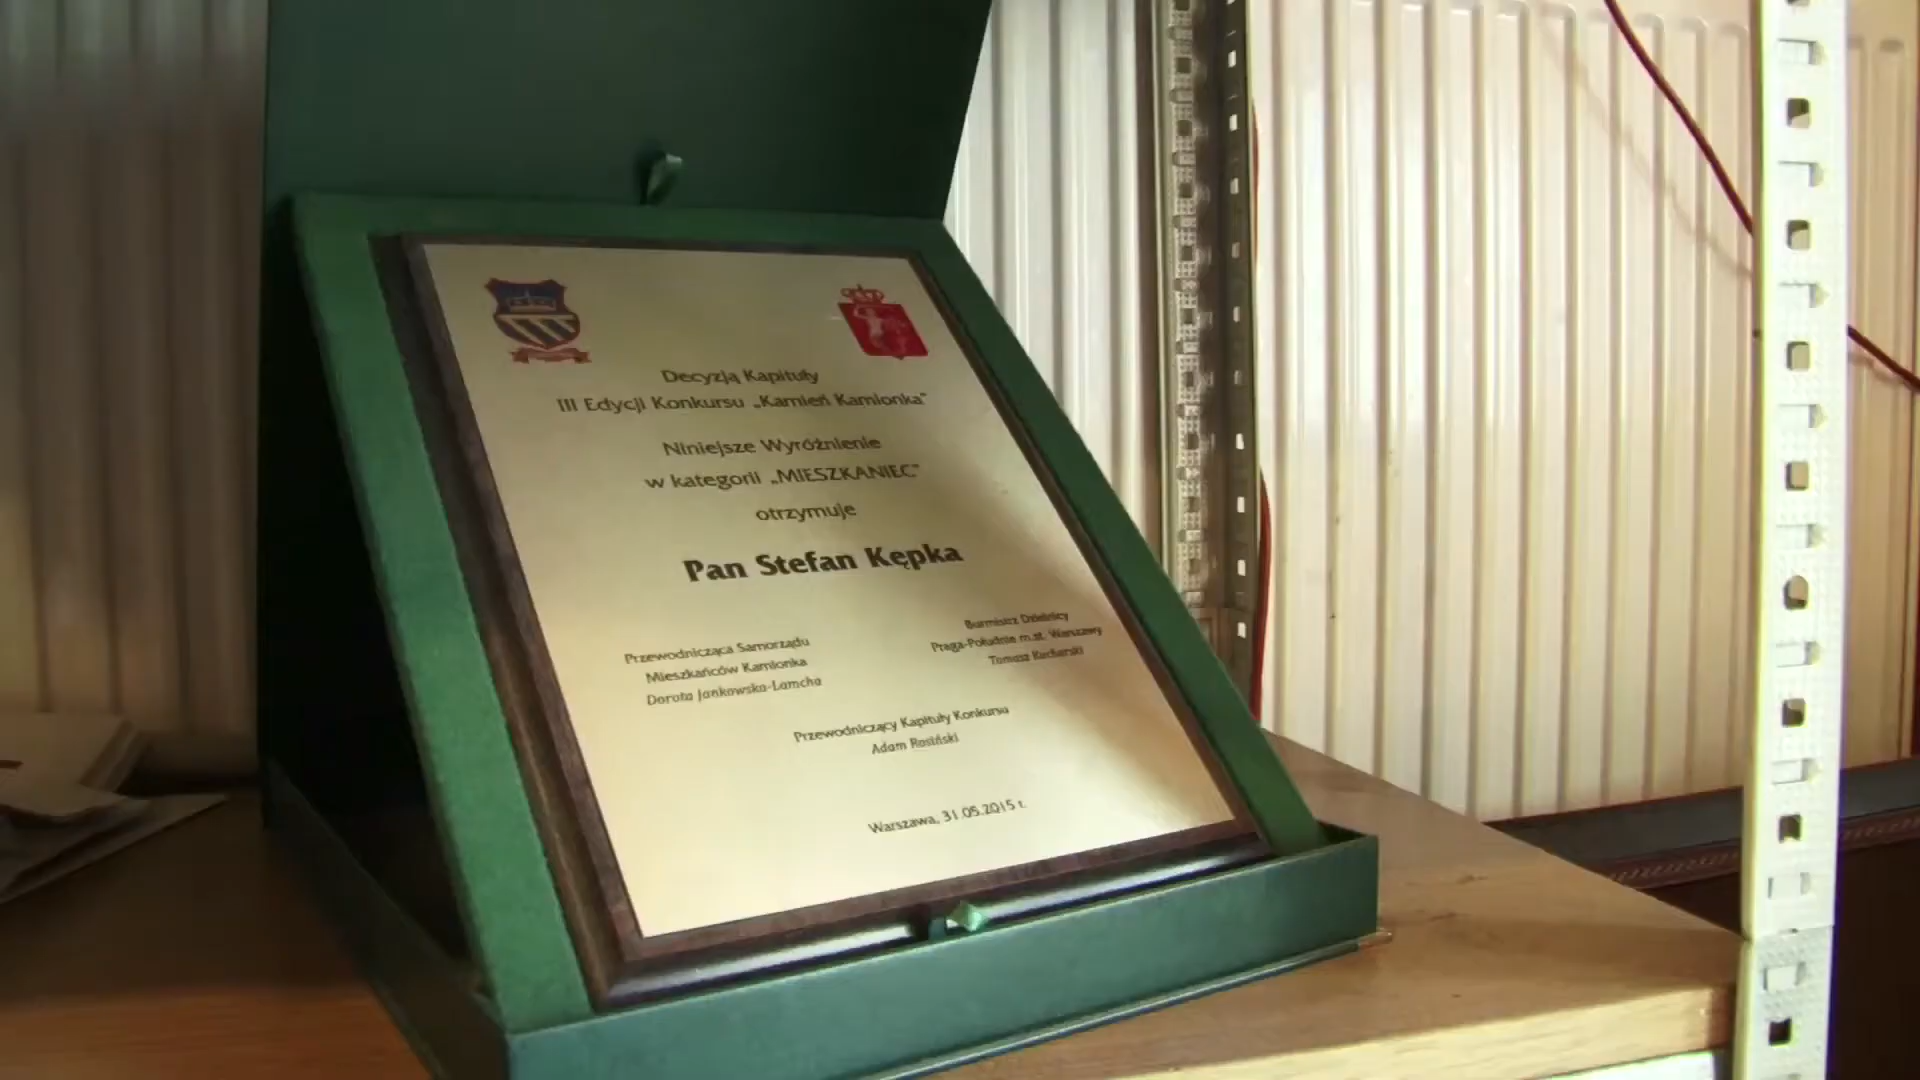 Decyzją Kapituły
III Edycji Konkursu „Kamień Kamionka”
Niniejsze Wyróżnienie
w kategorii „MIESZKANIEC”
otrzymuje
Pan Stefan Kępka
Przewodnicząca Samorządu
Mieszkańców Kamionka
Dorota Jankowska-Lamcha
Burmistrz Dzielnicy
Praga-Południe m.st. Warszawy
Tomasz Kucharski
Przewodniczący Kapituły Konkursu
Adam Rosiński
Warszawa, 31.05.2015 r.